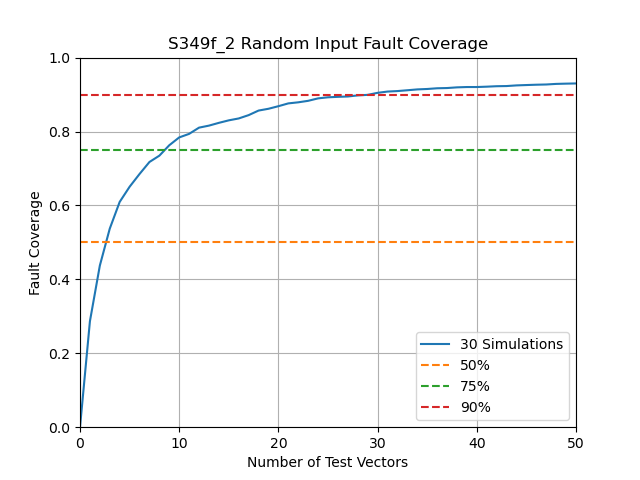 S349f_2 Random Input Fault Coverage
Fault Coverage
1.0
0.8
0.6
0.4
0.2
0.0
0 10 20 30 40 50
Number of Test Vectors
30 Simulations
50%
75%
90%